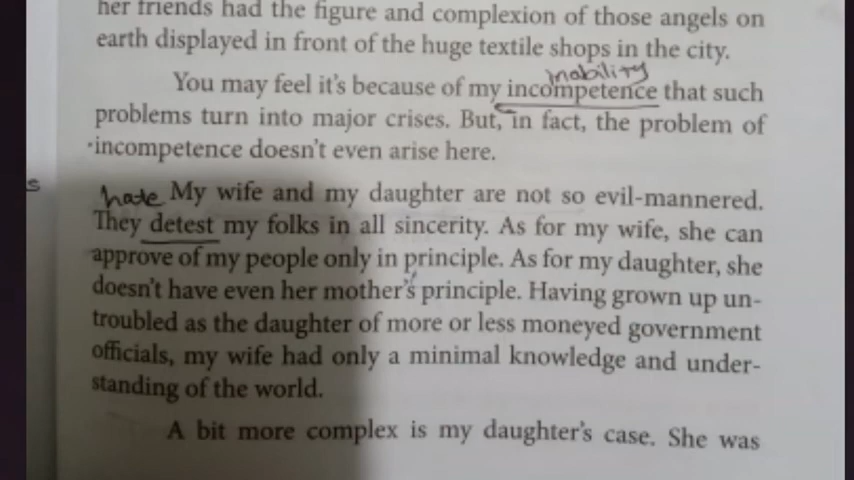 her friends had the figure and complexion of those angels on
earth displayed in front of the huge textile shops in the city.
inability
You may feel it's because of my incompetence that such
problems turn into major crises. But, in fact, the problem of
incompetence doesn't even arise here.
s
hate My wife and my daughter are not so evil-mannered.
They detest my folks in all sincerity. As for my wife, she can
approve of my people only in principle. As for my daughter, she
doesn't have even her mother's principle. Having grown up un-
troubled as the daughter of more or less moneyed government
officials, my wife had only a minimal knowledge and under-
standing of the world.
A bit more complex is my daughter's case. She was